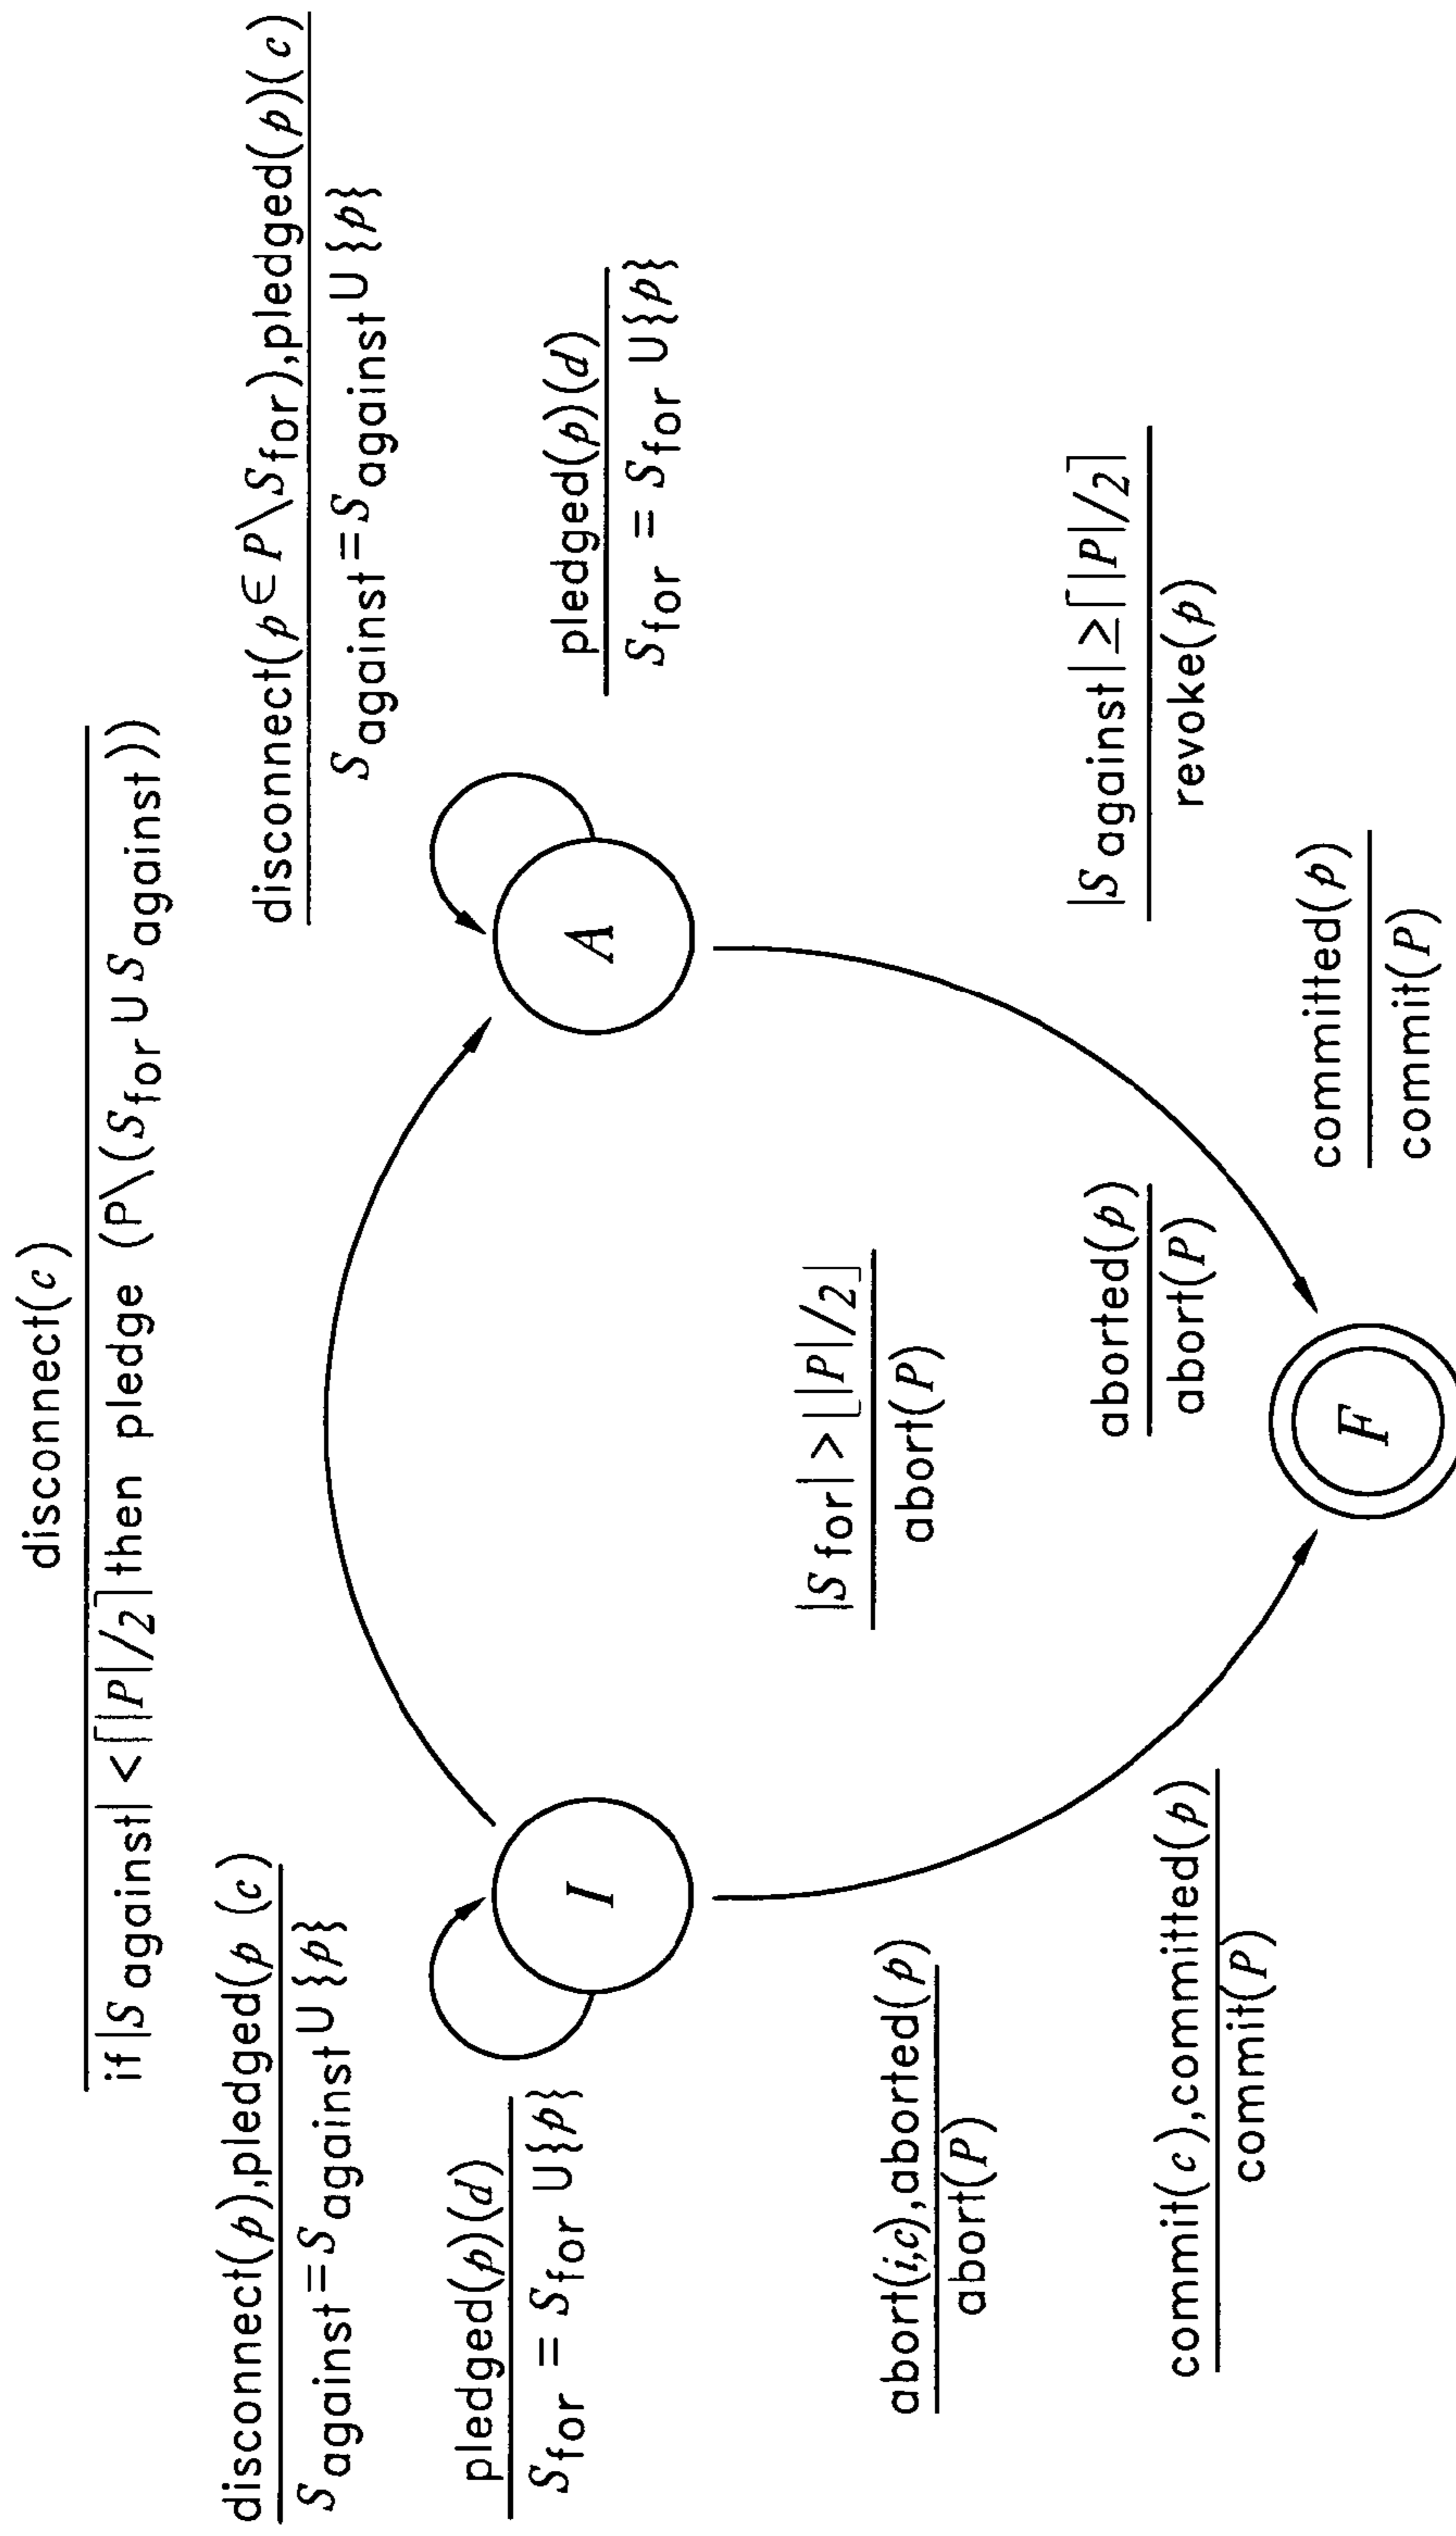 disconnect(c)
if |S against| < ⌈|P|/2⌉ then pledge (P\(S for U S against))
disconnect(p),pledged(p (c)
S against = S against U {p}
pledged(p)(d)
S for = S for U{p}
I
disconnect(p ∈ P\S for),pledged(p)(c)
S against = S against U {p}
pledged(p)(d)
S for = S for U{p}
A
abort(i,c),aborted(p)
abort(P)
commit(c),committed(p)
commit(P)
|S for| > ⌊|P|/2⌋
abort(P)
aborted(p)
abort(P)
|S against| ≥ ⌈|P|/2⌉
revoke(p)
committed(p)
commit(P)
F